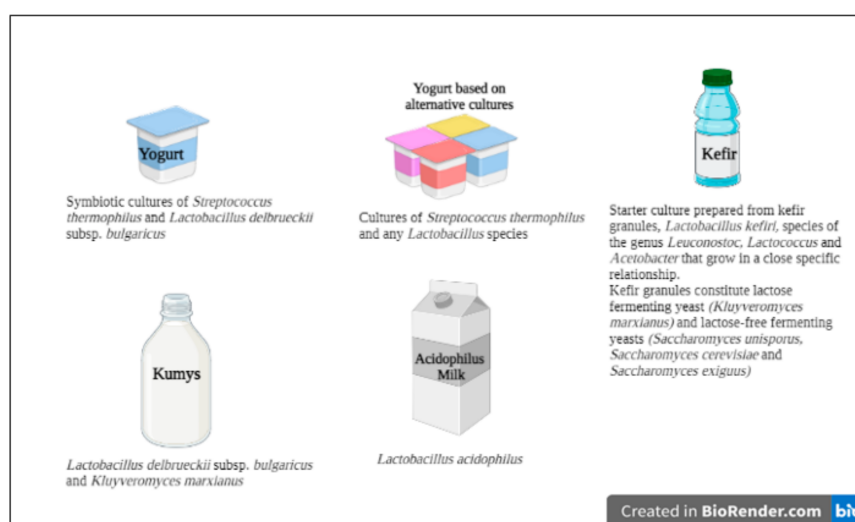 Yogurt
Symbiotic cultures of Streptococcus
thermophilus and Lactobacillus delbrueckii
subsp. bulgaricus
Yogurt based on
alternative cultures
Cultures of Streptococcus thermophilus
and any Lactobacillus species
Kefir
Starter culture prepared from kefir
granules, Lactobacillus kefiri, species of
the genus Leuconostoc, Lactococcus and
Acetobacter that grow in a close specific
relationship.
Kefir granules constitute lactose
fermenting yeast (Kluyveromyces
marxianus) and lactose-free fermenting
yeasts (Saccharomyces unisporus,
Saccharomyces cerevisiae and
Saccharomyces exiguus)
Kumys
Lactobacillus delbrueckii subsp. bulgaricus
and Kluyveromyces marxianus
Acidophilus
Milk
Lactobacillus acidophilus
Created in BioRender.com